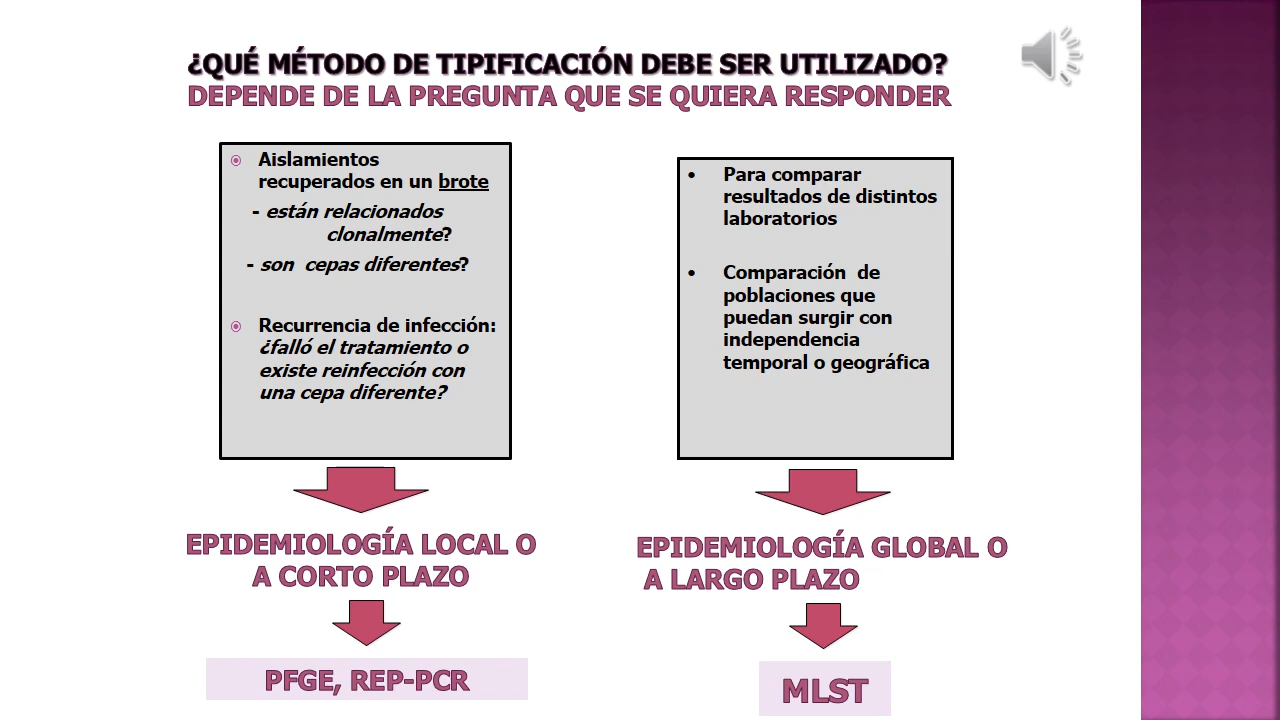 ¿QUÉ MÉTODO DE TIPIFICACIÓN DEBE SER UTILIZADO?
DEPENDE DE LA PREGUNTA QUE SE QUIERA RESPONDER
Aislamientos
recuperados en un brote
- están relacionados
clonalmente?
- son cepas diferentes?
Recurrencia de infección:
¿falló el tratamiento o
existe reinfección con
una cepa diferente?
EPIDEMIOLOGÍA LOCAL O
A CORTO PLAZO
PFGE, REP-PCR
• Para comparar
resultados de distintos
laboratorios
• Comparación de
poblaciones que
puedan surgir con
independencia
temporal o geográfica
EPIDEMIOLOGÍA GLOBAL O
A LARGO PLAZO
MLST